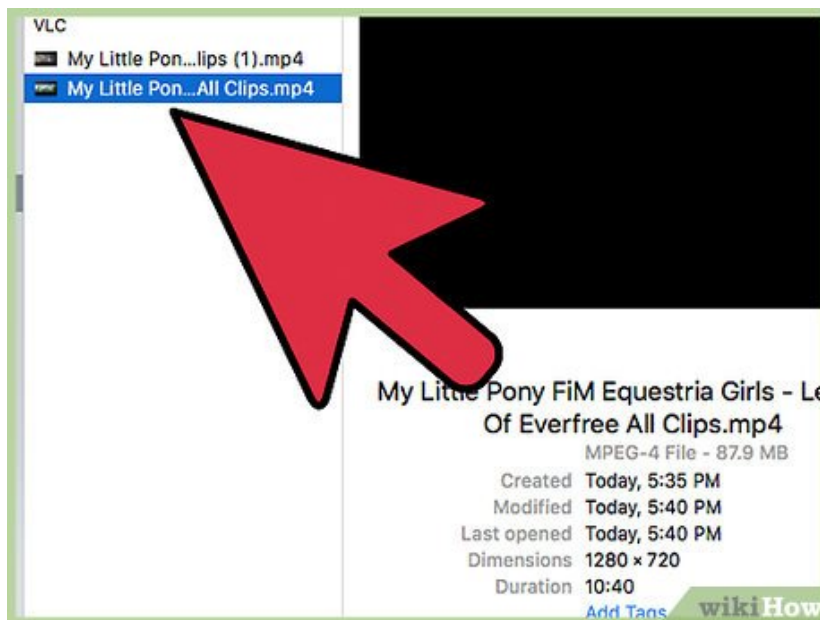 VLC
My Little Pon...lips (1).mp4
My Little Pon...All Clips.mp4
My Little Pony FiM Equestria Girls - Le
Of Everfree All Clips.mp4
MPEG-4 File - 87.9 MB
Created Today, 5:35 PM
Modified Today, 5:40 PM
Last opened Today, 5:40 PM
Dimensions 1280 × 720
Duration 10:40
Add Tags
wikiHow